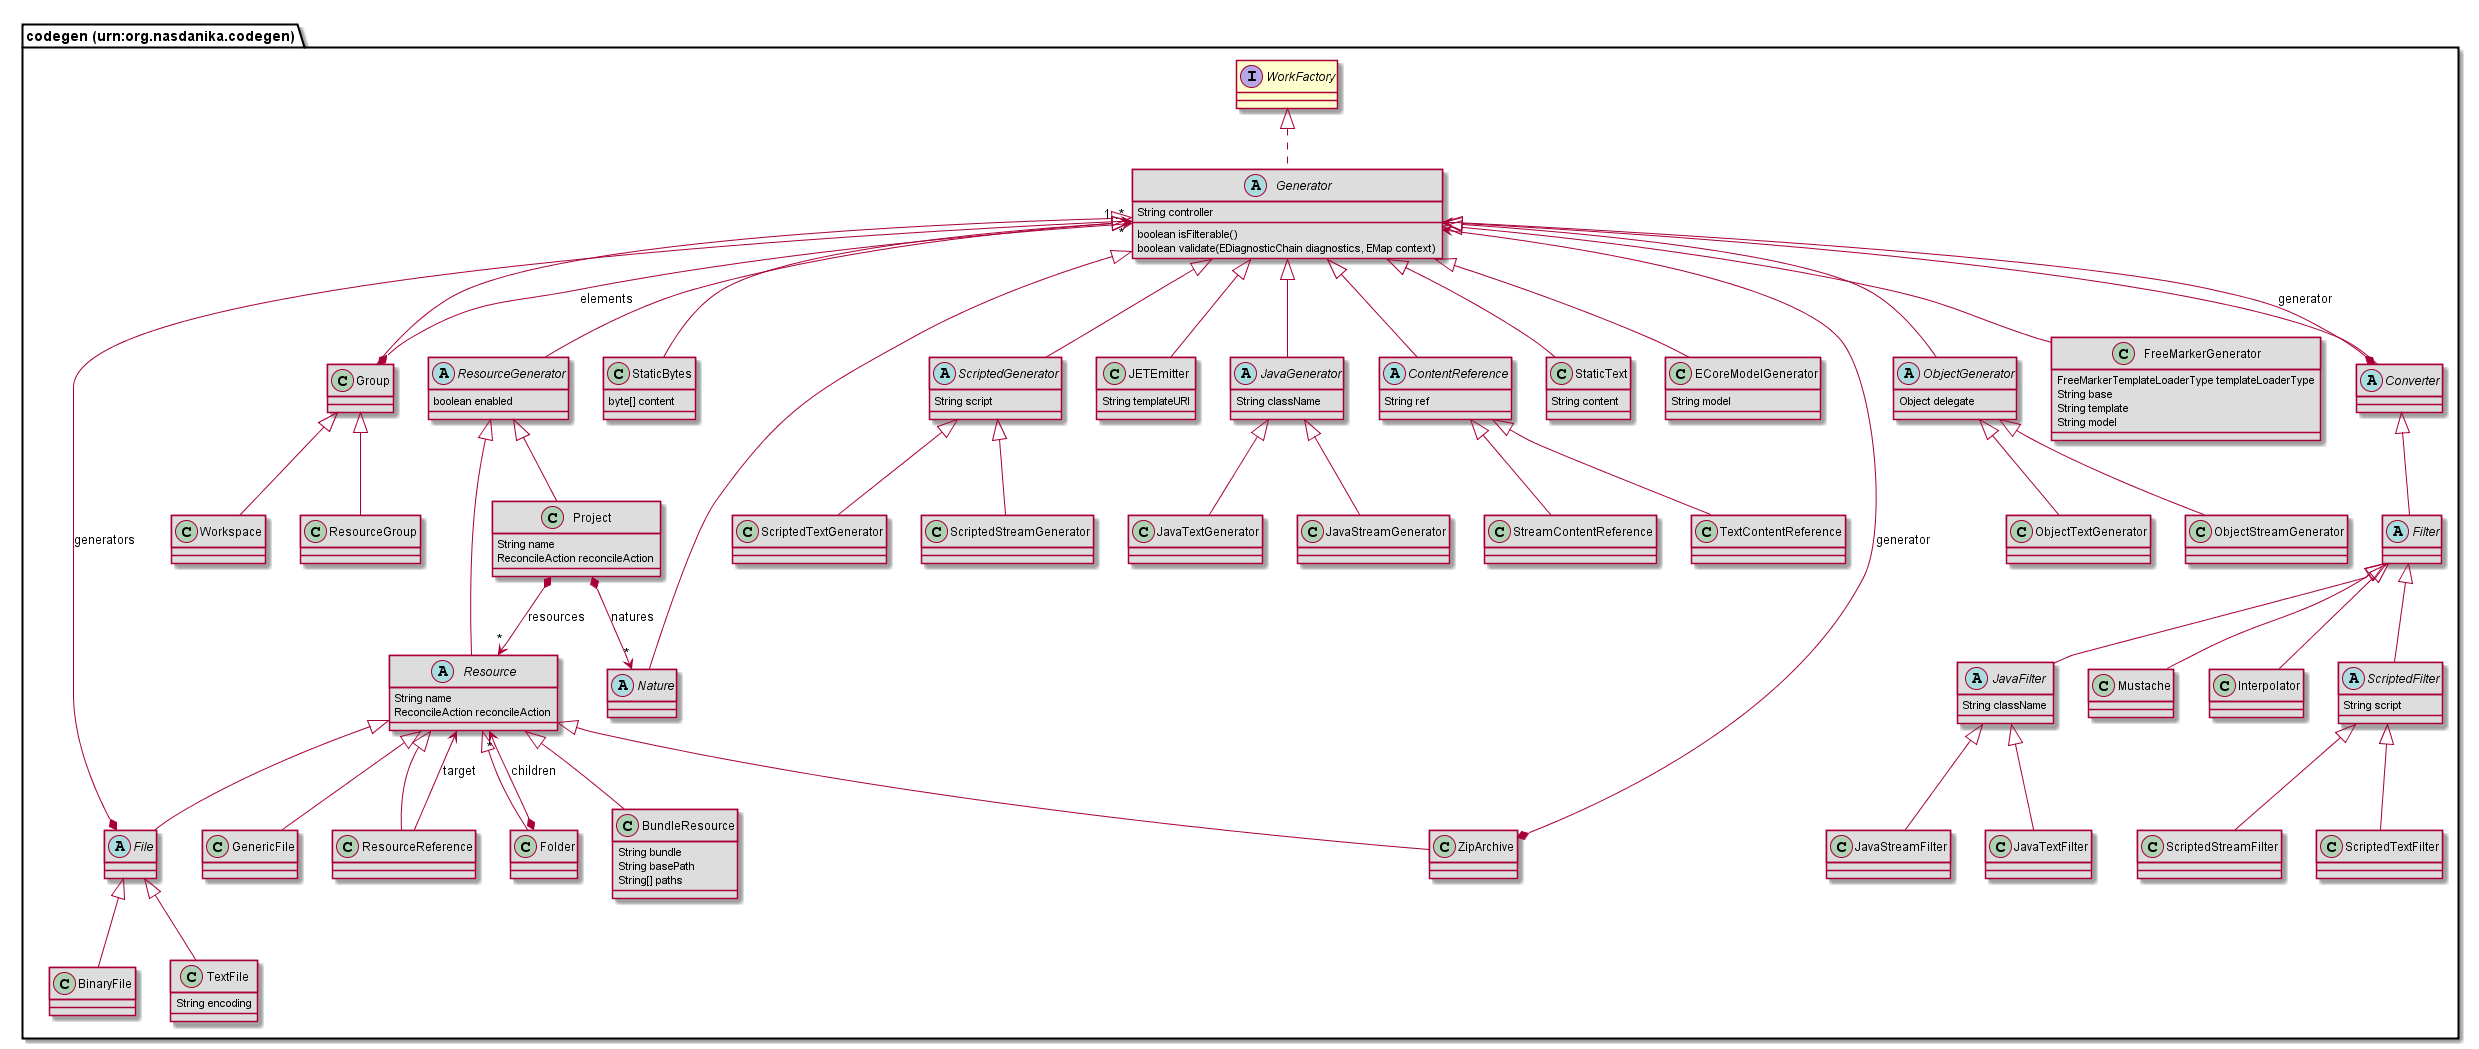 codegen (urn:org.nasdanika.codegen)
I WorkFactory
A Generator
String controller
boolean isFilterable()
boolean validate(EDiagnosticChain diagnostics, EMap context)
1 *
*
elements
generator
C Group
A ResourceGenerator
boolean enabled
C StaticBytes
byte[] content
A ScriptedGenerator
String script
C JETEmitter
String templateURI
A JavaGenerator
String className
A ContentReference
String ref
C StaticText
String content
C ECoreModelGenerator
String model
A ObjectGenerator
Object delegate
C FreeMarkerGenerator
FreeMarkerTemplateLoaderType templateLoaderType
String base
String template
String model
A Converter
generators
C Workspace
C ResourceGroup
C Project
String name
ReconcileAction reconcileAction
C ScriptedTextGenerator
C ScriptedStreamGenerator
C JavaTextGenerator
C JavaStreamGenerator
C StreamContentReference
C TextContentReference
generator
C ObjectTextGenerator
C ObjectStreamGenerator
A Filter
resources
natures
*
*
A Resource
String name
ReconcileAction reconcileAction
A Nature
A JavaFilter
String className
C Mustache
C Interpolator
A ScriptedFilter
String script
*
target
children
A File
C GenericFile
C ResourceReference
C Folder
C BundleResource
String bundle
String basePath
String[] paths
C ZipArchive
C JavaStreamFilter
C JavaTextFilter
C ScriptedStreamFilter
C ScriptedTextFilter
C BinaryFile
C TextFile
String encoding